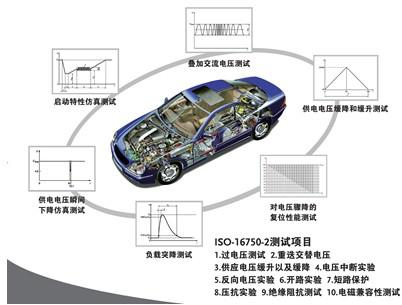 叠加交流电压测试
启动特性仿真测试
供电电压缓降和缓升测试
供电电压瞬间
下降仿真测试
对电压骤降的
复位性能测试
负载突降测试
ISO-16750-2测试项目
1.过电压测试 2.重迭交替电压
3.供应电压缓升以及缓降 4.电压中断实验
5.反向电压实验 6.开路实验 7.短路保护
8.压抗实验 9.绝缘阻抗测试 10.电磁兼容性测试